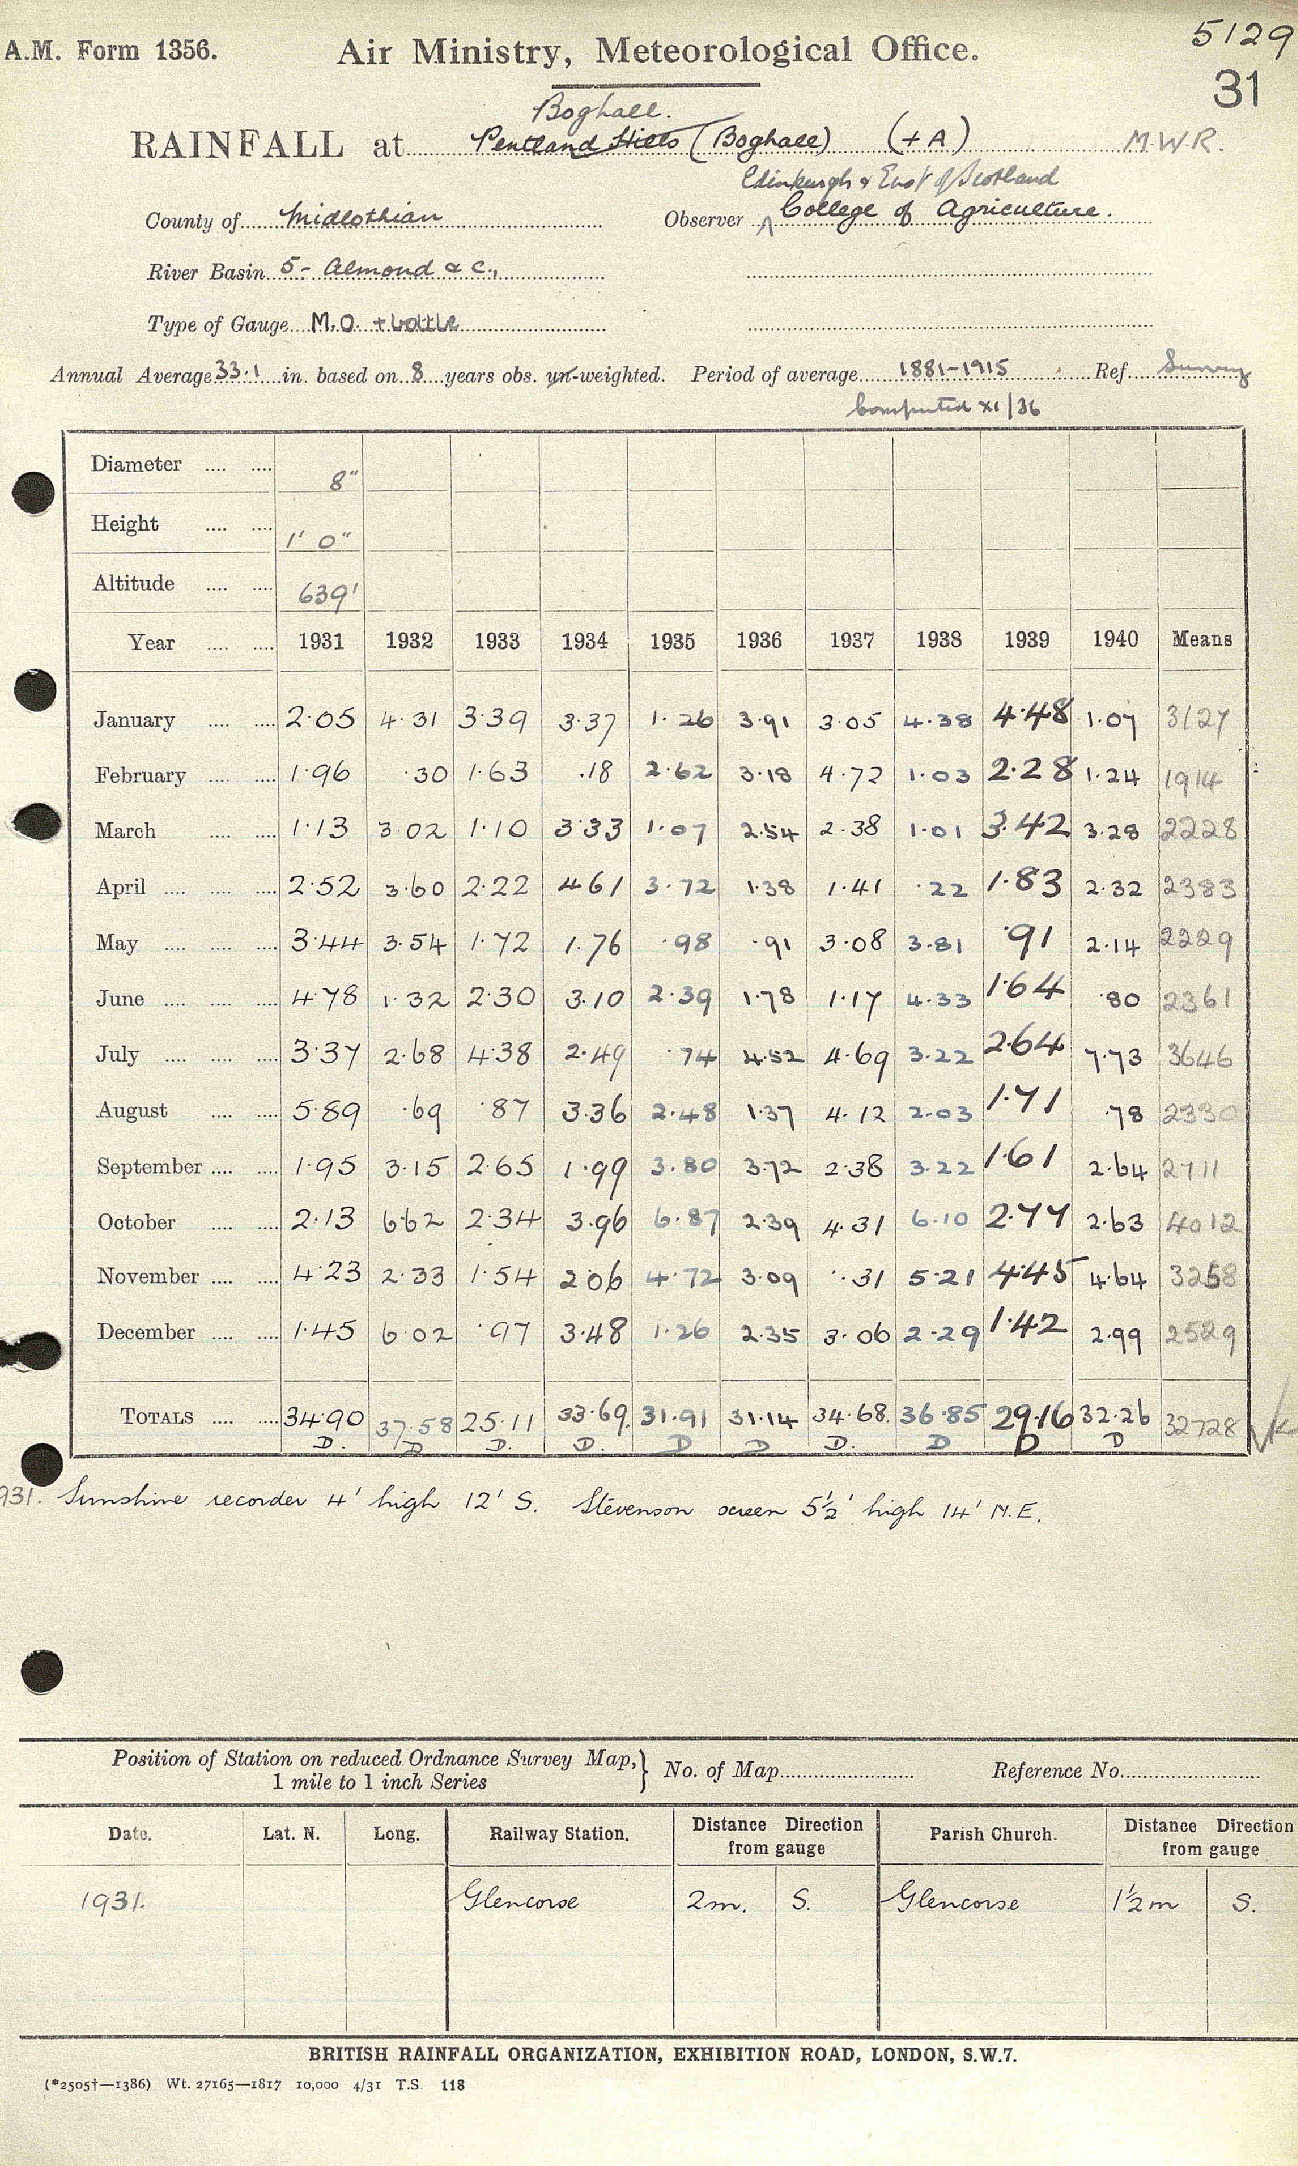 5129
A.M. Form 1356. Air Ministry, Meteorological Office.
31
Boghall.
RAINFALL at Pentland Hills (Boghall) (+A) M.W.R.
Edinburgh & East of Scotland
County of Midlothian Observer College of Agriculture.
River Basin 5- Almond & c.,
Type of Gauge M.O. + bottle
Annual Average 33.1 in. based on 8 years obs. un-weighted. Period of average 1881-1915 Ref. Survey
Computed XI/36
Diameter .... .... 8"
Height .... .... 1' 0"
Altitude .... .... 639'
Year .... .... 1931 1932 1933 1934 1935 1936 1937 1938 1939 1940 Means
January .... .... 2.05 4.31 3.39 3.37 1.26 3.91 3.05 4.38 4.48 1.07 3127
February .... .... 1.96 .30 1.63 .18 2.62 3.18 4.72 1.03 2.28 1.24 1914
March .... .... 1.13 3.02 1.10 3.33 1.07 2.54 2.38 1.01 3.42 3.28 2228
April .... .... .... 2.52 3.60 2.22 4.61 3.72 1.38 1.41 .22 1.83 2.32 2383
May .... .... .... 3.44 3.54 1.72 1.76 .98 .91 3.08 3.81 .91 2.14 2229
June .... .... .... 4.78 1.32 2.30 3.10 2.39 1.78 1.17 4.33 1.64 .80 2361
July .... .... .... 3.37 2.68 4.38 2.49 .74 4.52 4.69 3.22 2.64 7.73 3646
August .... .... 5.89 .69 .87 3.36 2.48 1.37 4.12 2.03 1.71 .78 2330
September .... .... 1.95 3.15 2.65 1.99 3.80 3.72 2.38 3.22 1.61 2.64 2711
October .... .... 2.13 6.62 2.34 3.96 6.87 2.39 4.31 6.10 2.77 2.63 4012
November .... .... 4.23 2.33 1.54 2.06 4.72 3.09 .31 5.21 4.45 4.64 3258
December .... .... 1.45 6.02 .97 3.48 1.26 2.35 3.06 2.29 1.42 2.99 2529
TOTALS .... .... 34.90 37.58 25.11 33.69. 31.91 31.14 34.68. 36.85 29.16 32.26 32728
D. D D. D. D D D. D D D
931. Sunshine recorder 4' high 12' S. Stevenson screen 5½' high 14' N.E.
Position of Station on reduced Ordnance Survey Map,} No. of Map Reference No.
1 mile to 1 inch Series
Date. Lat. N. Long. Railway Station. Distance Direction from gauge Parish Church. Distance Direction from gauge
1931. Glencorse 2m. S. Glencorse 1½m S.
BRITISH RAINFALL ORGANIZATION, EXHIBITION ROAD, LONDON, S.W.7.
(*2505†—1386) Wt. 27165—1817 10,000 4/31 T.S. 118